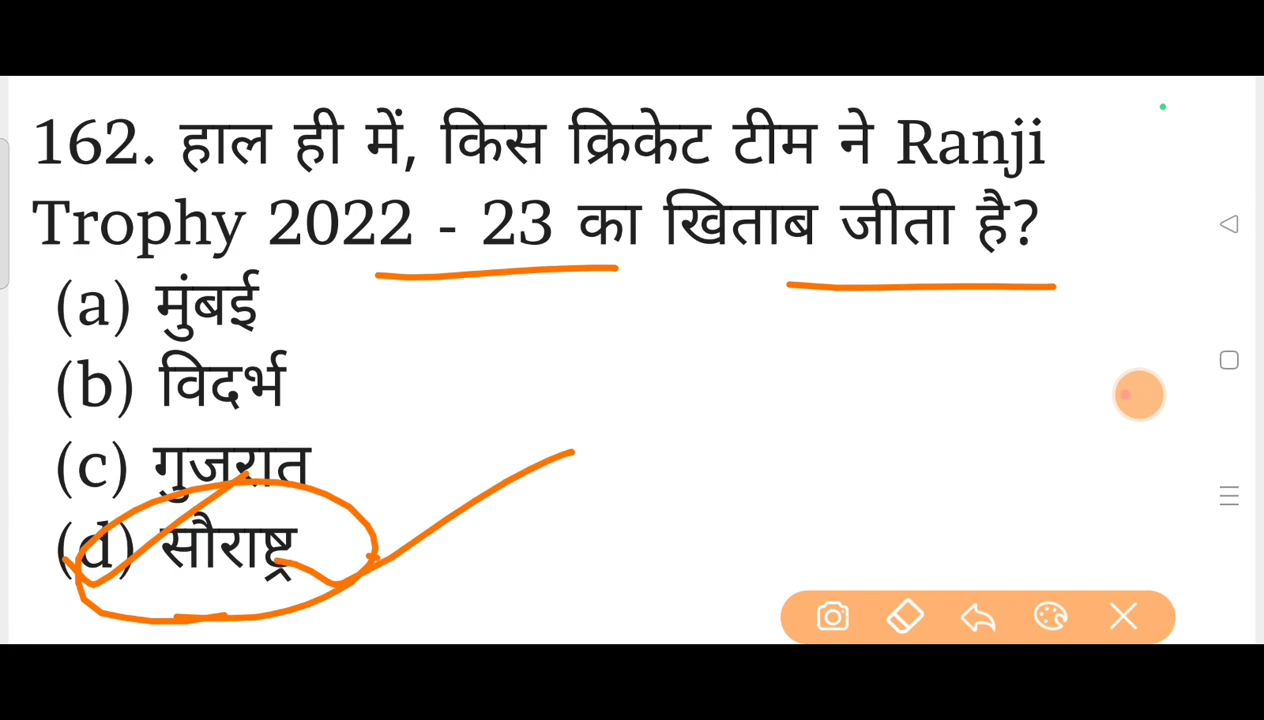 162. हाल ही में, किस क्रिकेट टीम ने Ranji
Trophy 2022 - 23 का खिताब जीता है?
(a) मुंबई
(b) विदर्भ
(c) गुजरात
(d) सौराष्ट्र